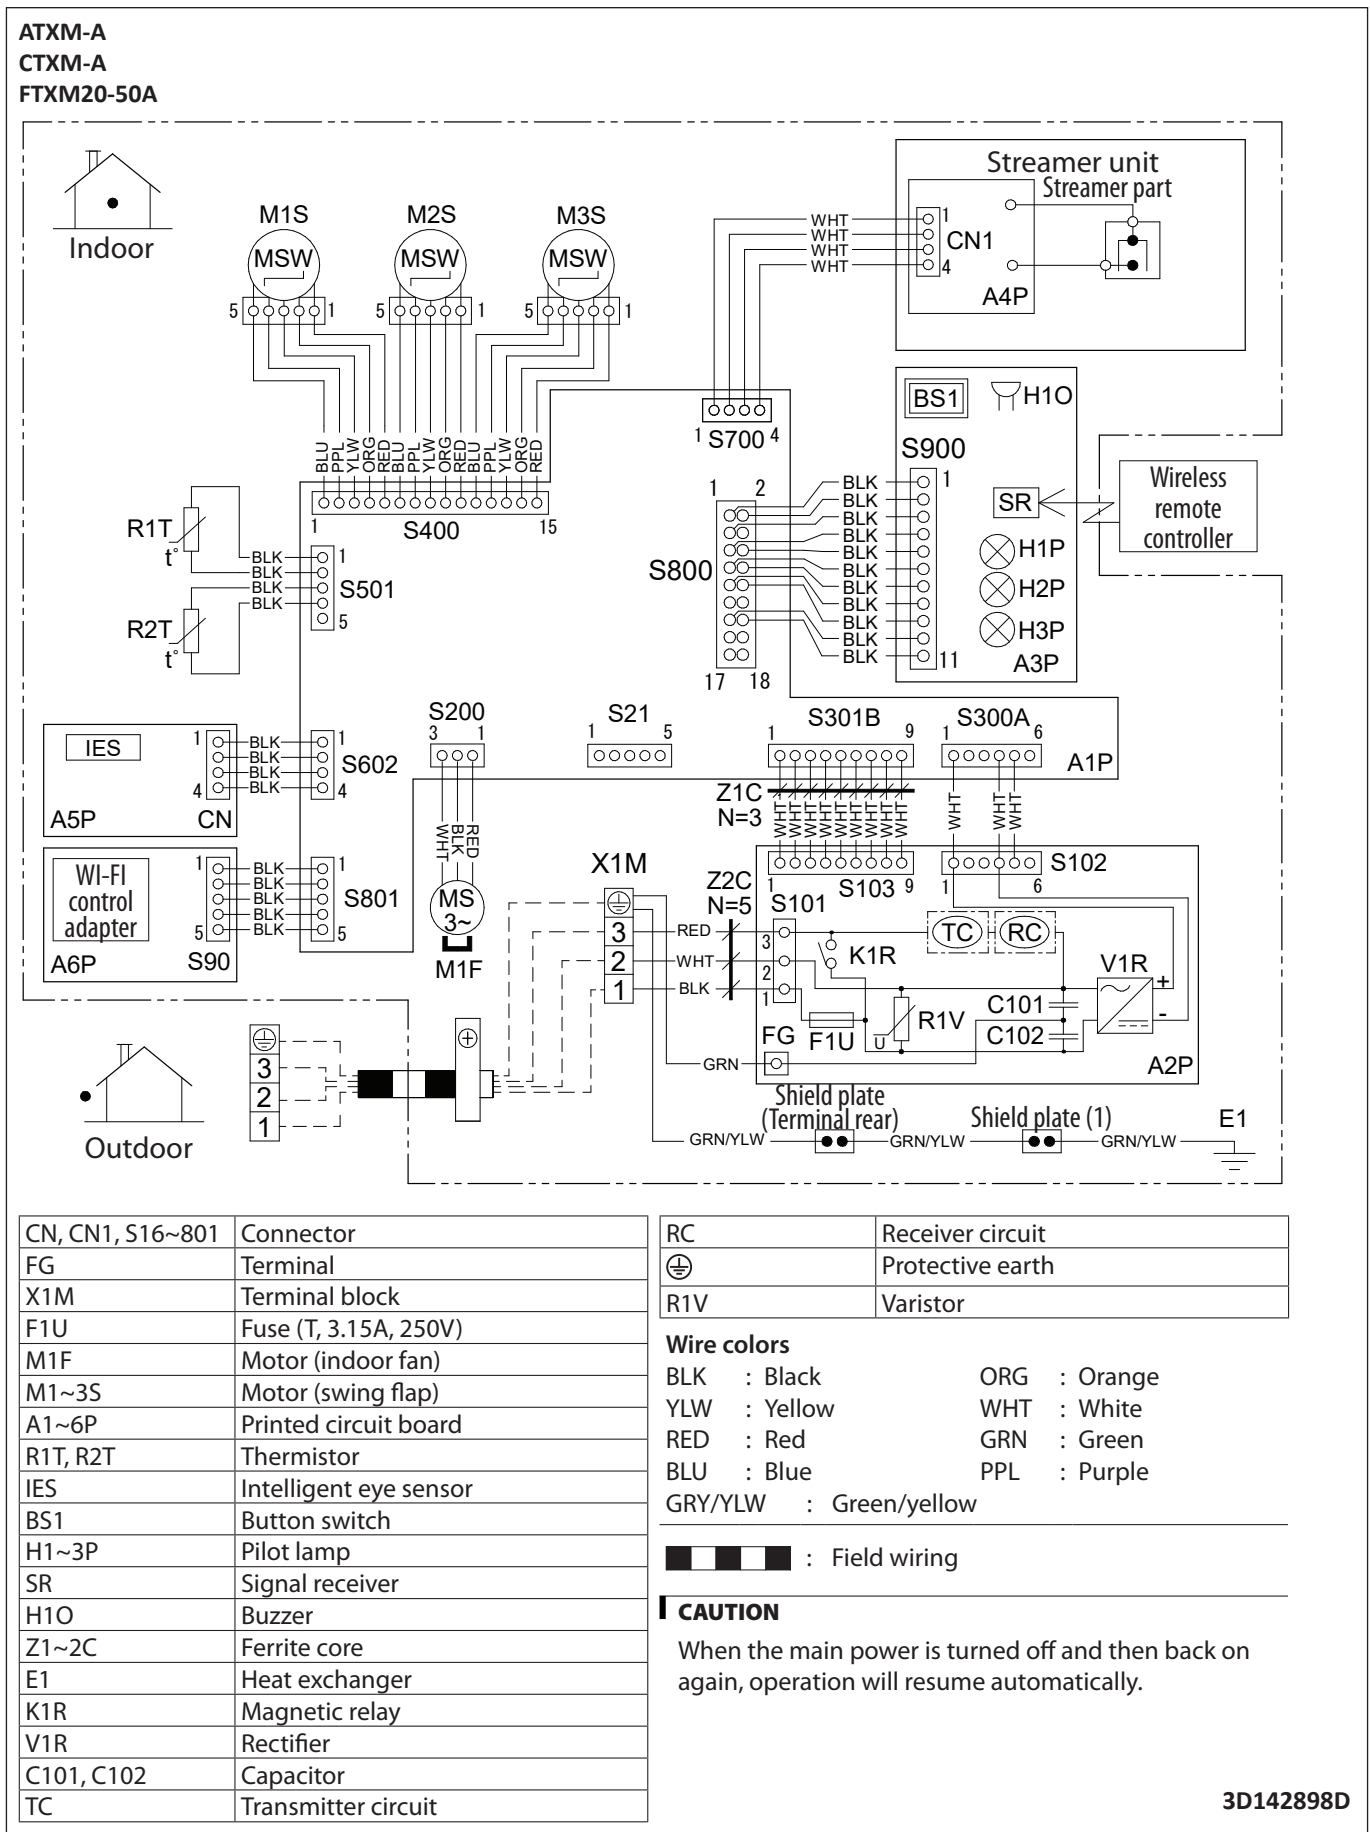 ATXM-A
CTXM-A
FTXM20-50A
Indoor
M1S M2S M3S
MSW MSW MSW
5 1 5 1 5 1
Streamer unit
Streamer part
WHT 1
WHT CN1
WHT
WHT 4
A4P
BLU PPL YLW ORG RED BLU PPL YLW ORG RED BLU PPL YLW ORG RED
1 S400 15
1 S700 4
BS1 H1O
S900
1 2
S800
17 18
BLK 1
BLK
BLK
BLK
BLK
BLK
BLK
BLK
BLK
BLK
BLK 11
SR
H1P
H2P
H3P
A3P
Wireless
remote
controller
R1T
t°
R2T
t°
BLK 1
BLK
BLK S501
BLK
5
IES
A5P CN
1 BLK 1
BLK S602
BLK
4 BLK 4
WI-FI
control
adapter
A6P S90
1 BLK 1
BLK
BLK S801
BLK
5 BLK 5
S200
3 1
WHT BLK RED
MS
3~
M1F
S21
1 5
S301B
1 9
S300A
1 6
A1P
Z1C
N=3
WHT WHT WHT WHT WHT WHT WHT WHT WHT
WHT WHT WHT
1 S103 9
1 6 S102
X1M
3
2
1
Z2C
N=5
S101
RED 3
WHT 2
BLK 1
K1R
TC RC
V1R
+
-
C101
C102
R1V
U
F1U
FG
GRN
A2P
Shield plate
(Terminal rear)
Shield plate (1)
E1
GRN/YLW GRN/YLW GRN/YLW
Outdoor
3
2
1
CN, CN1, S16~801 Connector
FG Terminal
X1M Terminal block
F1U Fuse (T, 3.15A, 250V)
M1F Motor (indoor fan)
M1~3S Motor (swing flap)
A1~6P Printed circuit board
R1T, R2T Thermistor
IES Intelligent eye sensor
BS1 Button switch
H1~3P Pilot lamp
SR Signal receiver
H1O Buzzer
Z1~2C Ferrite core
E1 Heat exchanger
K1R Magnetic relay
V1R Rectifier
C101, C102 Capacitor
TC Transmitter circuit
RC Receiver circuit
Protective earth
R1V Varistor
Wire colors
BLK : Black ORG : Orange
YLW : Yellow WHT : White
RED : Red GRN : Green
BLU : Blue PPL : Purple
GRY/YLW : Green/yellow
: Field wiring
CAUTION
When the main power is turned off and then back on
again, operation will resume automatically.
3D142898D